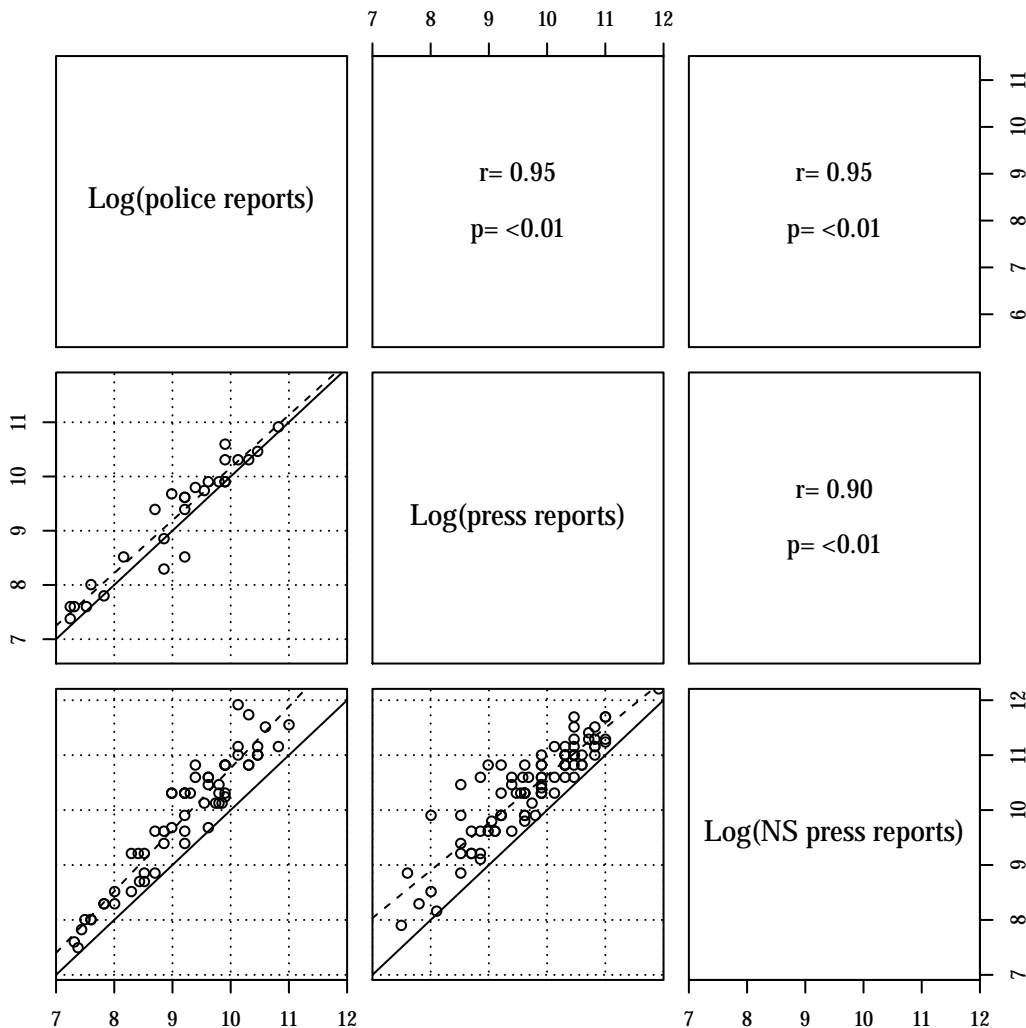 7 8 9 10 11 12
Log(police reports)
r= 0.95
p= <0.01
r= 0.95
p= <0.01
11
10
9
8
7
6
11
10
9
8
7
Log(press reports)
r= 0.90
p= <0.01
Log(NS press reports)
12
11
10
9
8
7
7 8 9 10 11 12
7 8 9 10 11 12